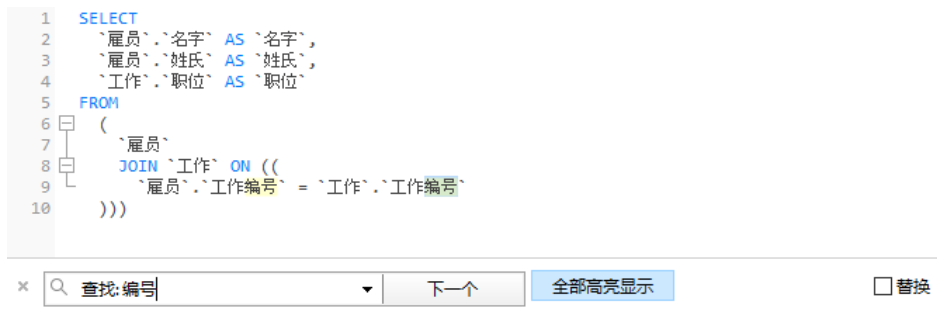 1 SELECT
2 `雇员`.`名字` AS `名字`,
3 `雇员`.`姓氏` AS `姓氏`,
4 `工作`.`职位` AS `职位`
5 FROM
6 (
7 `雇员`
8 JOIN `工作` ON ((
9 `雇员`.`工作编号` = `工作`.`工作编号`
10 )))
× 查找:编号 下一个 全部高亮显示 替换